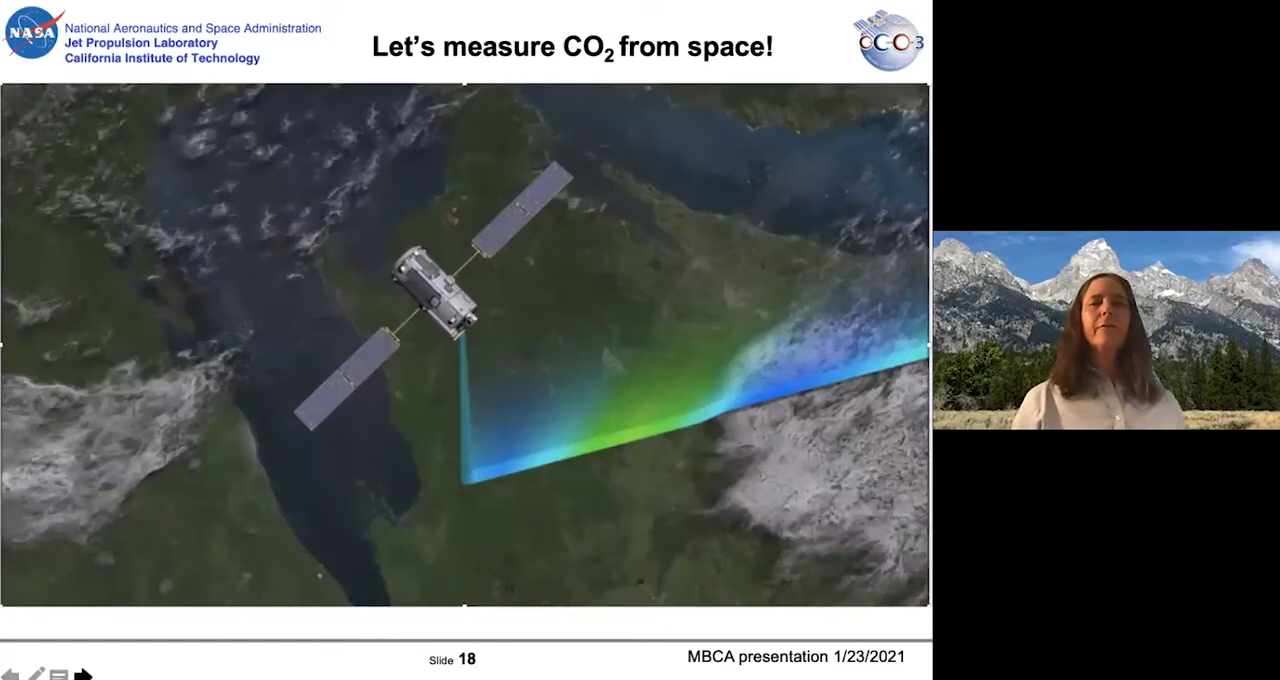 NASA
National Aeronautics and Space Administration
Jet Propulsion Laboratory
California Institute of Technology
Let's measure CO₂ from space!
OCO-3
Slide 18
MBCA presentation 1/23/2021